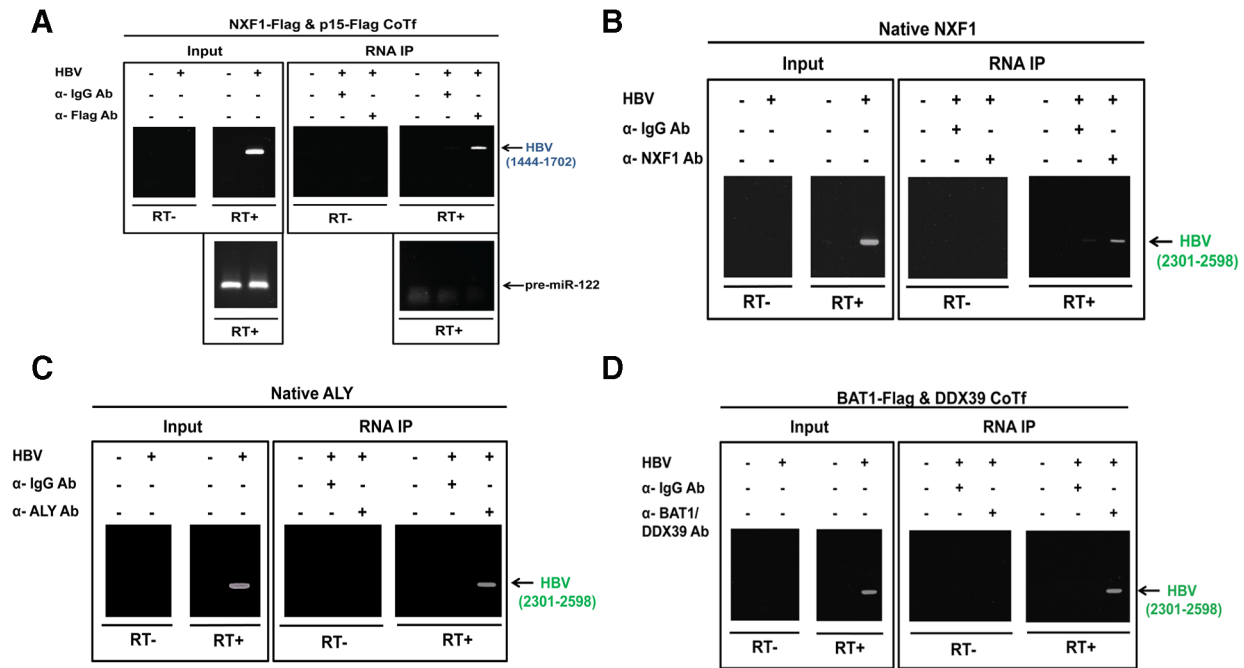 A
NXF1-Flag & p15-Flag CoTf
Input RNA IP
HBV - + - + - + + - + +
α- IgG Ab - - - - - + - - + -
α- Flag Ab - - - - - - + - - +
HBV
(1444-1702)
RT- RT+ RT- RT+
pre-miR-122
RT+ RT+
B
Native NXF1
Input RNA IP
HBV - + - + - + + - + +
α- IgG Ab - - - - - + - - + -
α- NXF1 Ab - - - - - - + - - +
HBV
(2301-2598)
RT- RT+ RT- RT+
C
Native ALY
Input RNA IP
HBV - + - + - + + - + +
α- IgG Ab - - - - - + - - + -
α- ALY Ab - - - - - - + - - +
HBV
(2301-2598)
RT- RT+ RT- RT+
D
BAT1-Flag & DDX39 CoTf
Input RNA IP
HBV - + - + - + + - + +
α- IgG Ab - - - - - + - - + -
α- BAT1/ - - - - - - + - - +
DDX39 Ab
HBV
(2301-2598)
RT- RT+ RT- RT+